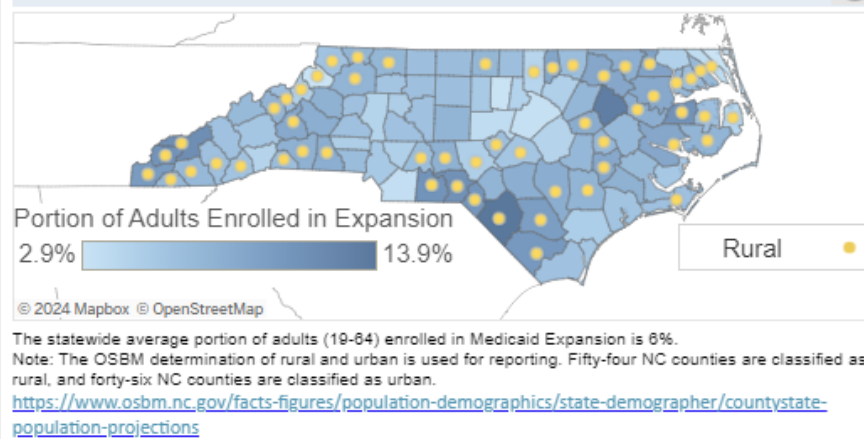 Portion of Adults Enrolled in Expansion
2.9% 13.9%
Rural
© 2024 Mapbox © OpenStreetMap
The statewide average portion of adults (19-64) enrolled in Medicaid Expansion is 6%.
Note: The OSBM determination of rural and urban is used for reporting. Fifty-four NC counties are classified as
rural, and forty-six NC counties are classified as urban.
https://www.osbm.nc.gov/facts-figures/population-demographics/state-demographer/countystate-
population-projections